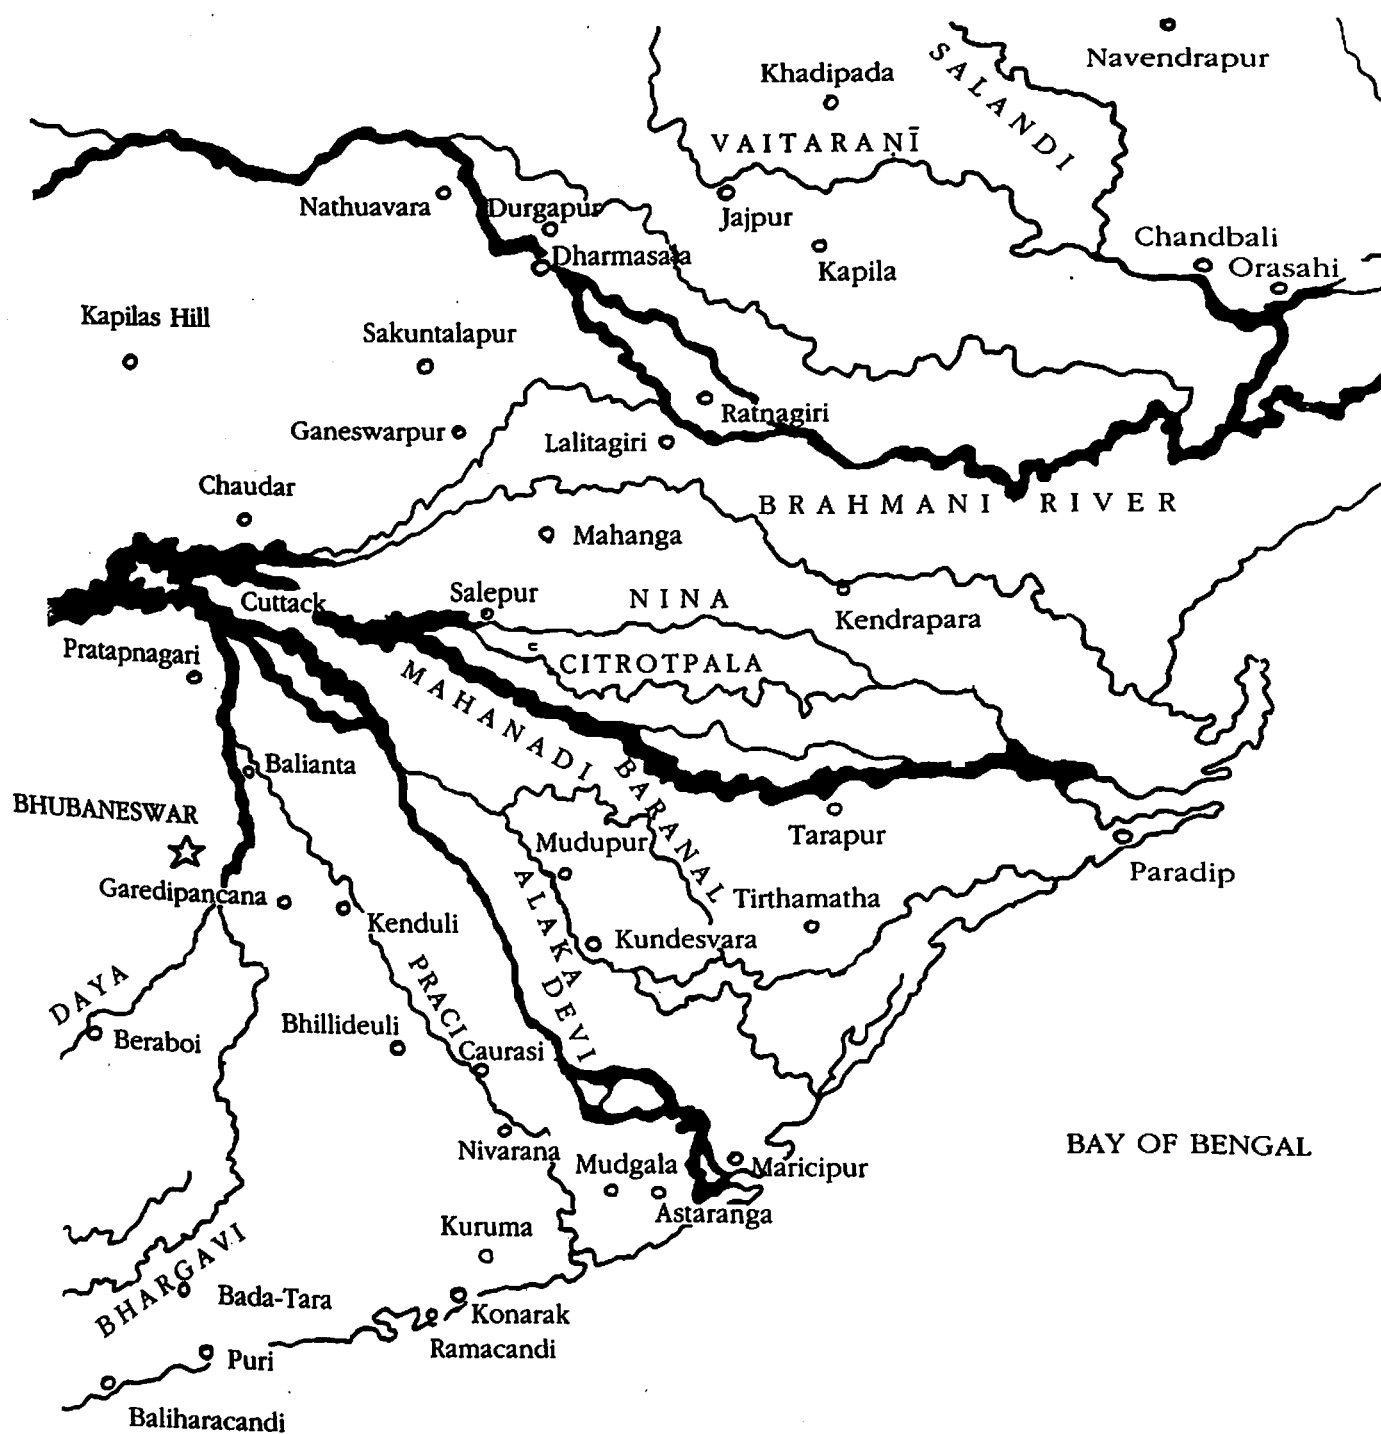 SALANDI
Navendrapur
Khadipada
VAITARAṆĪ
Nathuavara
Durgapur
Jajpur
Dharmasala
Kapila
Chandbali
Orasahi
Kapilas Hill
Sakuntalapur
Ratnagiri
Ganeswarpur
Lalitagiri
Chaudar
BRAHMANI RIVER
Mahanga
Cuttack
Salepur
NINA
Kendrapara
Pratapnagari
CITROTPALA
MAHANADI
Balianta
BARANAL
BHUBANESWAR
Mudupur
Tarapur
Paradip
Garedipancana
ALAKA
Tirthamatha
Kenduli
Kundesvara
DAYA
PRACI
DEVI
Beraboi
Bhillideuli
Caurasi
BAY OF BENGAL
Nivarana
Mudgala
Maricipur
Astaranga
Kuruma
BHARGAVI
Bada-Tara
Konarak
Ramacandi
Puri
Baliharacandi